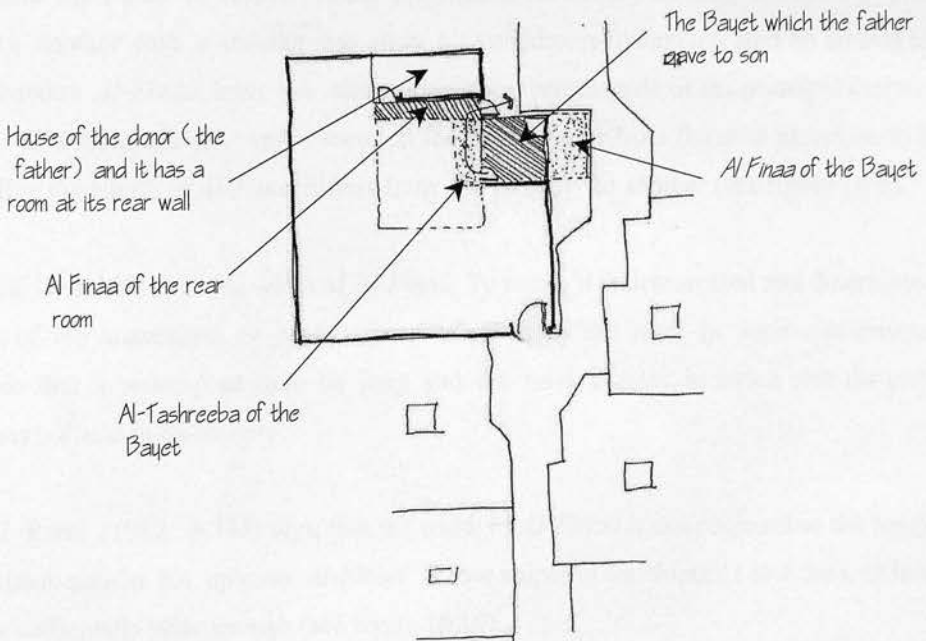 The Bayet which the father
gave to son
House of the donor ( the
father) and it has a
room at its rear wall
Al Finaa of the Bayet
Al Finaa of the rear
room
Al-Tashreeba of the
Bayet